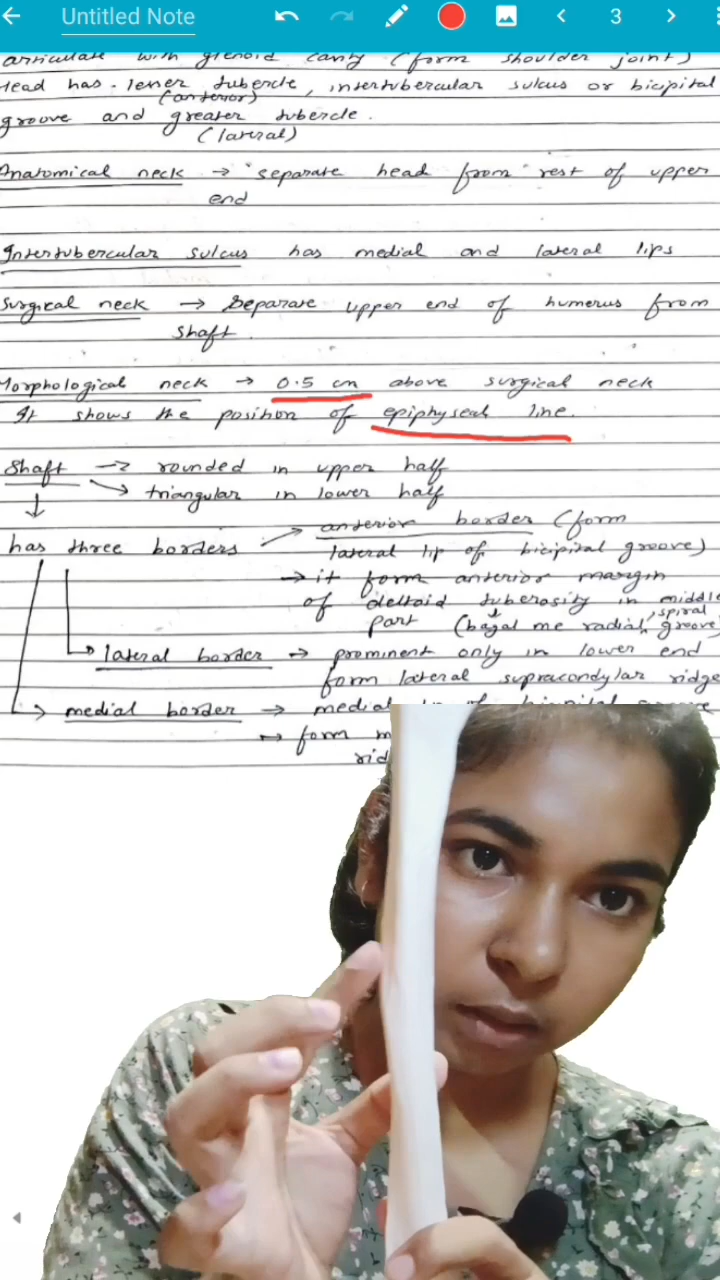 Untitled Note
3
articulate with glenoid cavity (form shoulder joint)
Head has - lesser tubercle, intertubercular sulcus or bicipital
(anterior)
groove and greater tubercle.
(lateral)
Anatomical neck → separate head from rest of upper
end
Intertubercular sulcus has medial and lateral lips
Surgical neck → Separate upper end of humerus from
shaft.
Morphological neck → 0.5 cm above surgical neck
It shows the position of epiphyseal line.
Shaft → rounded in upper half
→ triangular in lower half
has three borders → anterior border (form
lateral lip of bicipital groove)
→ it form anterior margin
of deltoid tuberosity in middle
part (bagal me radial, spiral groove)
lateral border → prominent only in lower end
form lateral supracondylar ridge
medial border → medial
→ form